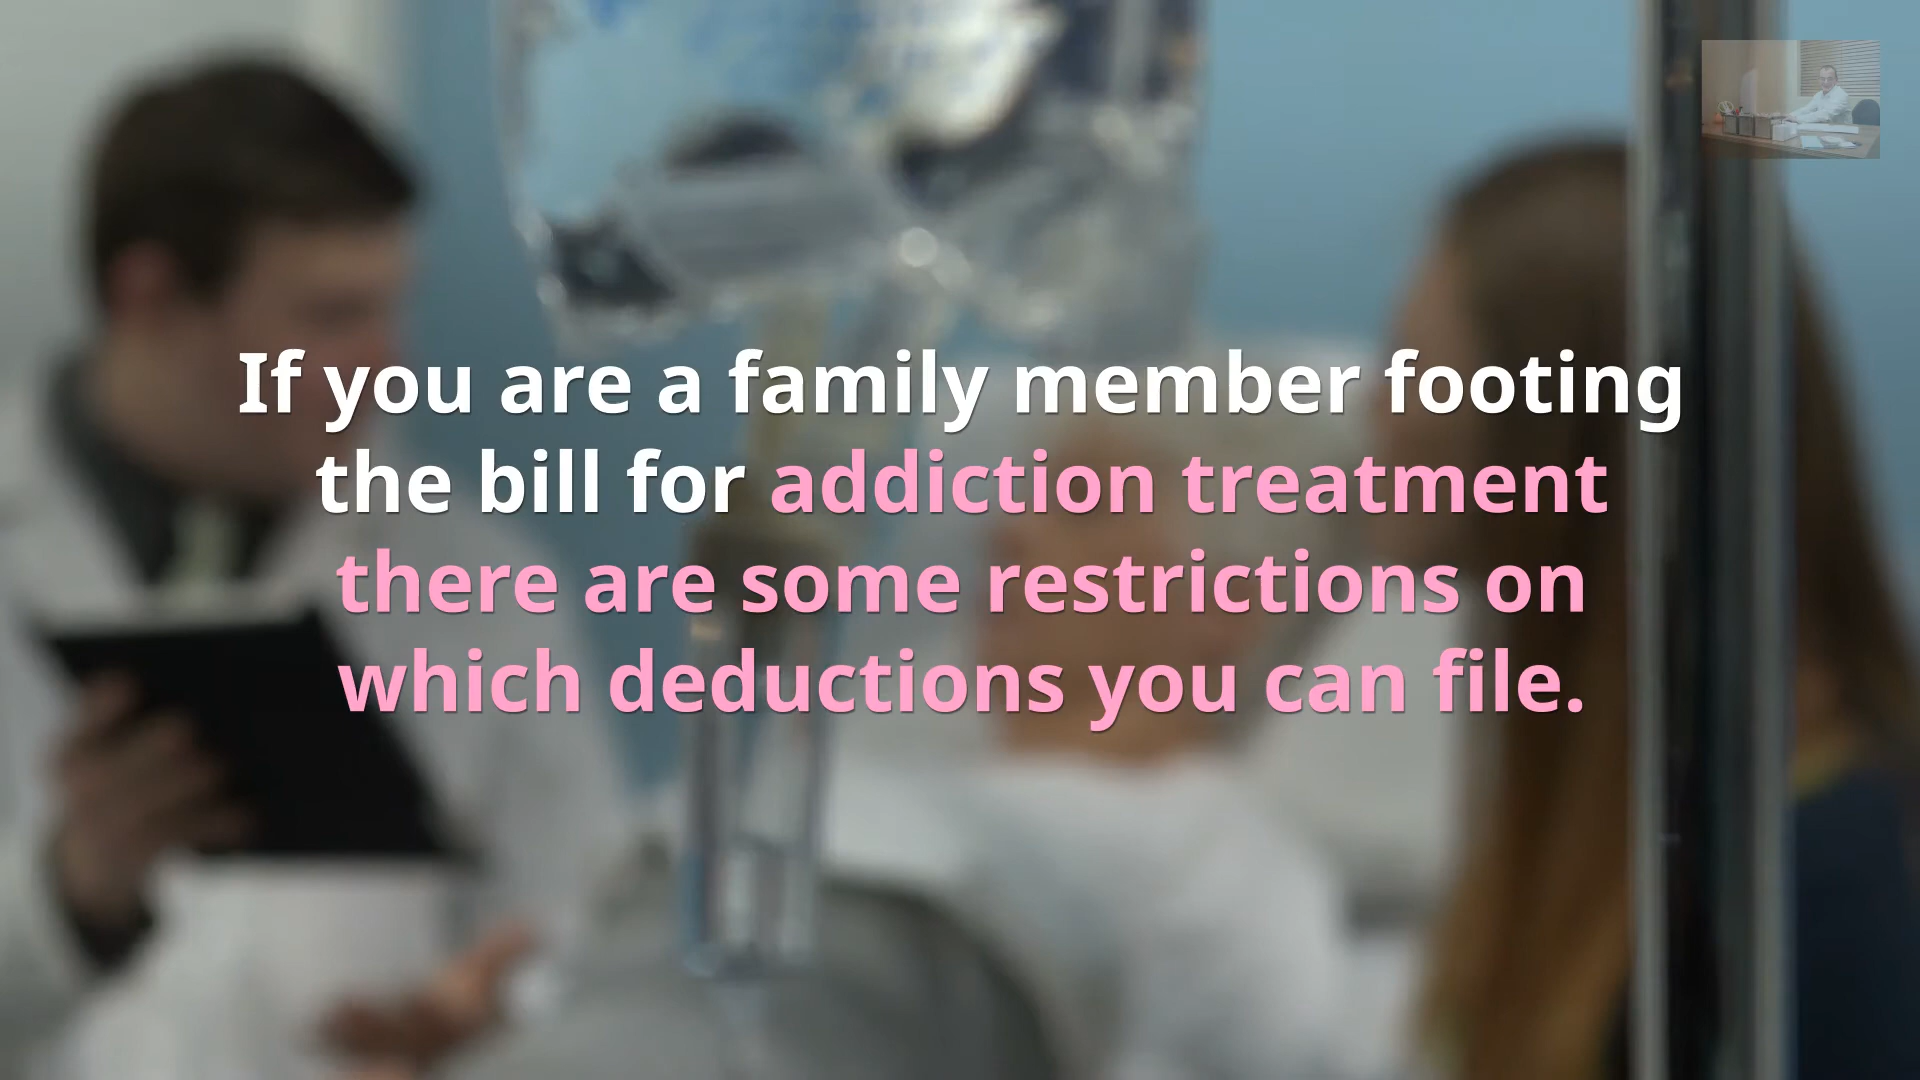 If you are a family member footing
the bill for addiction treatment
there are some restrictions on
which deductions you can file.